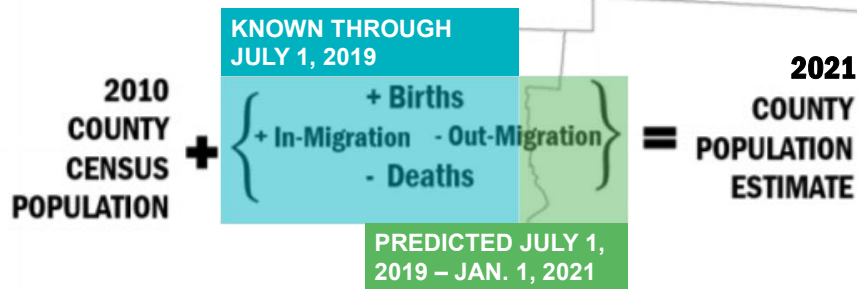 KNOWN THROUGH
JULY 1, 2019
2010
COUNTY
CENSUS
POPULATION
+
{ + Births
+ In-Migration - Out-Migration
- Deaths }
=
2021
COUNTY
POPULATION
ESTIMATE
PREDICTED JULY 1,
2019 – JAN. 1, 2021